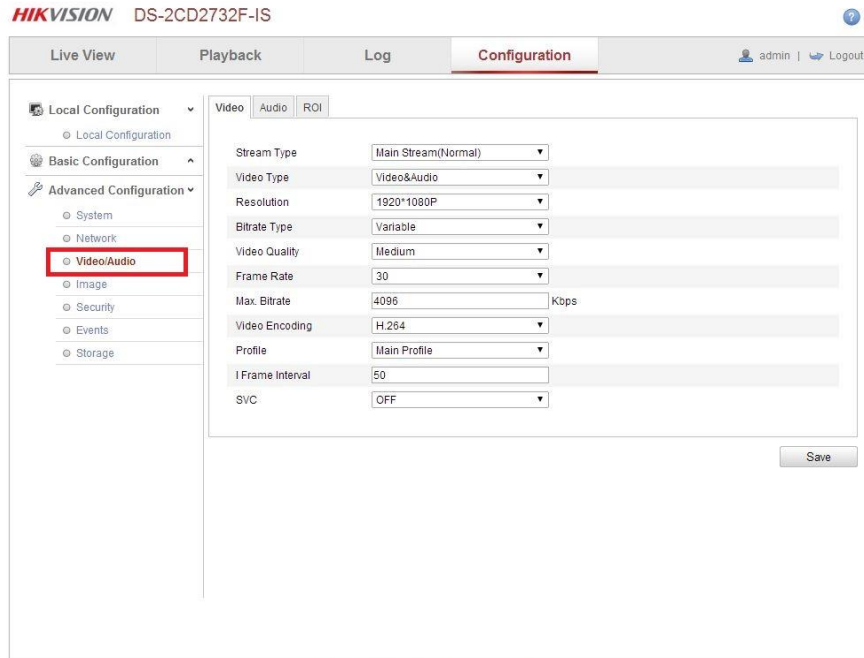 HIKVISION DS-2CD2732F-IS
Live View Playback Log Configuration admin | Logout
Local Configuration
Local Configuration
Basic Configuration
Advanced Configuration
System
Network
Video/Audio
Image
Security
Events
Storage
Video Audio ROI
Stream Type Main Stream(Normal)
Video Type Video&Audio
Resolution 1920*1080P
Bitrate Type Variable
Video Quality Medium
Frame Rate 30
Max. Bitrate 4096 Kbps
Video Encoding H.264
Profile Main Profile
I Frame Interval 50
SVC OFF
Save